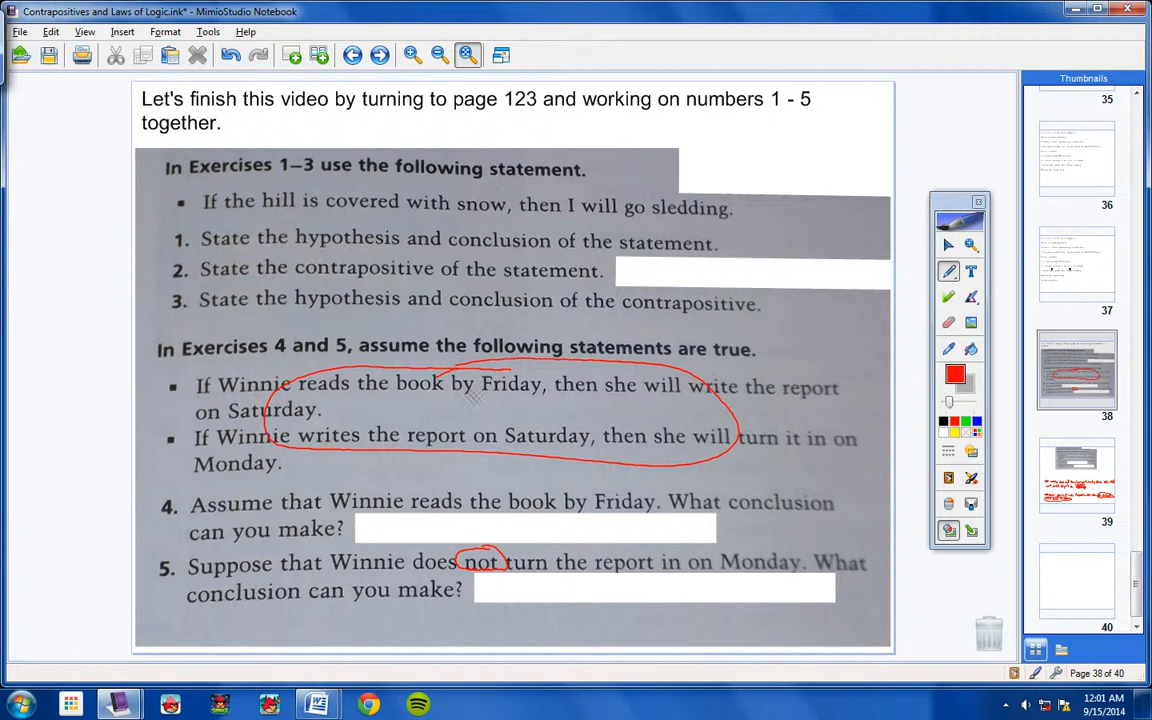 Contrapositives and Laws of Logic.ink* - MimioStudio Notebook
File Edit View Insert Format Tools Help
Let's finish this video by turning to page 123 and working on numbers 1 - 5
together.
In Exercises 1–3 use the following statement.
▪ If the hill is covered with snow, then I will go sledding.
1. State the hypothesis and conclusion of the statement.
2. State the contrapositive of the statement.
3. State the hypothesis and conclusion of the contrapositive.
In Exercises 4 and 5, assume the following statements are true.
▪ If Winnie reads the book by Friday, then she will write the report
on Saturday.
▪ If Winnie writes the report on Saturday, then she will turn it in on
Monday.
4. Assume that Winnie reads the book by Friday. What conclusion
can you make?
5. Suppose that Winnie does not turn the report in on Monday. What
conclusion can you make?
Thumbnails
35
36
37
38
39
40
Page 38 of 40
12:01 AM
9/15/2014